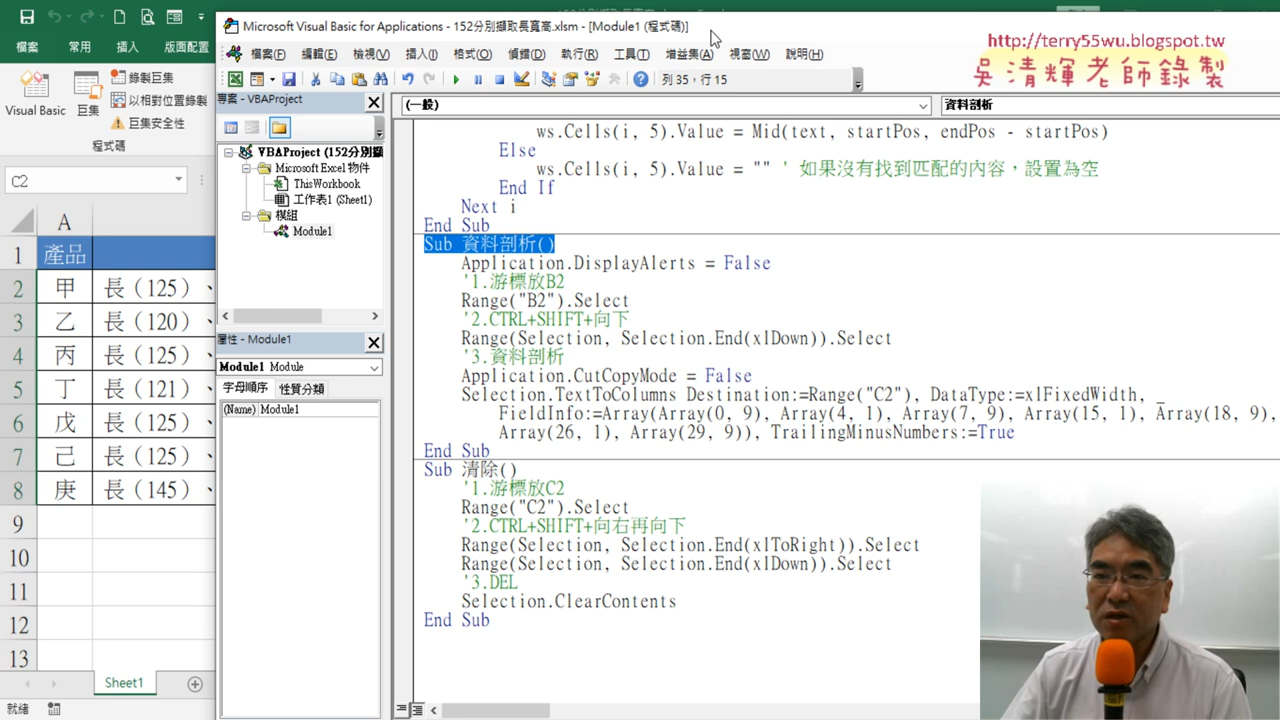 Microsoft Visual Basic for Applications - 152分別擷取長寬高.xlsm - [Module1 (程式碼)]
http://terry55wu.blogspot.tw
吳清輝老師錄製
檔案 常用 插入 版面配置
檔案(F) 編輯(E) 檢視(V) 插入(I) 格式(O) 偵錯(D) 執行(R) 工具(T) 增益集(A) 視窗(W) 說明(H)
列 35，行 15
Visual Basic
巨集
錄製巨集
以相對位置錄製
巨集安全性
程式碼
C2
專案 - VBAProject
VBAProject (152分別擷
Microsoft Excel 物件
ThisWorkbook
工作表1 (Sheet1)
模組
Module1
屬性 - Module1
Module1 Module
字母順序 性質分類
(Name) Module1
(一般)
資料剖析
ws.Cells(i, 5).Value = Mid(text, startPos, endPos - startPos)
Else
ws.Cells(i, 5).Value = "" ' 如果沒有找到匹配的內容，設置為空
End If
Next i
End Sub
Sub 資料剖析()
Application.DisplayAlerts = False
'1.游標放B2
Range("B2").Select
'2.CTRL+SHIFT+向下
Range(Selection, Selection.End(xlDown)).Select
'3.資料剖析
Application.CutCopyMode = False
Selection.TextToColumns Destination:=Range("C2"), DataType:=xlFixedWidth, _
FieldInfo:=Array(Array(0, 9), Array(4, 1), Array(7, 9), Array(15, 1), Array(18, 9),
Array(26, 1), Array(29, 9)), TrailingMinusNumbers:=True
End Sub
Sub 清除()
'1.游標放C2
Range("C2").Select
'2.CTRL+SHIFT+向右再向下
Range(Selection, Selection.End(xlToRight)).Select
Range(Selection, Selection.End(xlDown)).Select
'3.DEL
Selection.ClearContents
End Sub
A
1 產品
2 甲 長（125）、
3 乙 長（120）、
4 丙 長（125）、
5 丁 長（121）、
6 戊 長（125）、
7 己 長（125）、
8 庚 長（145）、
9
10
11
12
13
Sheet1
就緒